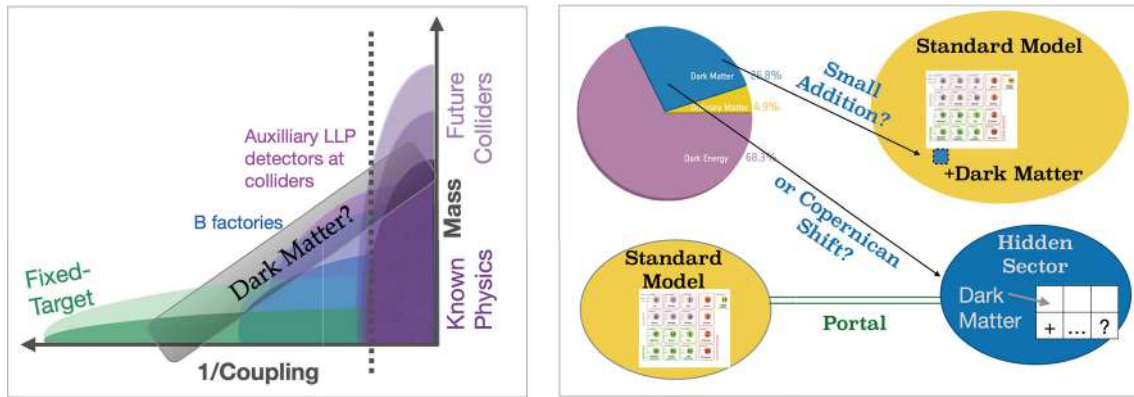 Auxilliary LLP
detectors at
colliders
B factories
Fixed-
Target
Dark Matter?
Future
Colliders
Mass
Known
Physics
1/Coupling
Dark Matter
26.8%
Ordinary Matter
4.9%
Dark Energy
68.3%
Small
Addition?
or Copernican
Shift?
Standard Model
+Dark Matter
Standard
Model
Portal
Hidden
Sector
Dark
Matter
+ ... ?